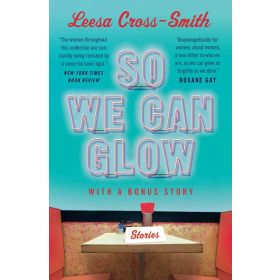 Leesa Cross-Smith
"The women throughout
this collection are con-
stantly being revealed by
a powerful inner light."
NEW YORK TIMES
BOOK REVIEW
"Unapologetically for
women, about women,
a love letter to who we
are, so we can glow as
brightly as we dare."
ROXANE GAY
SO
WE CAN
GLOW
WITH A BONUS STORY
Stories